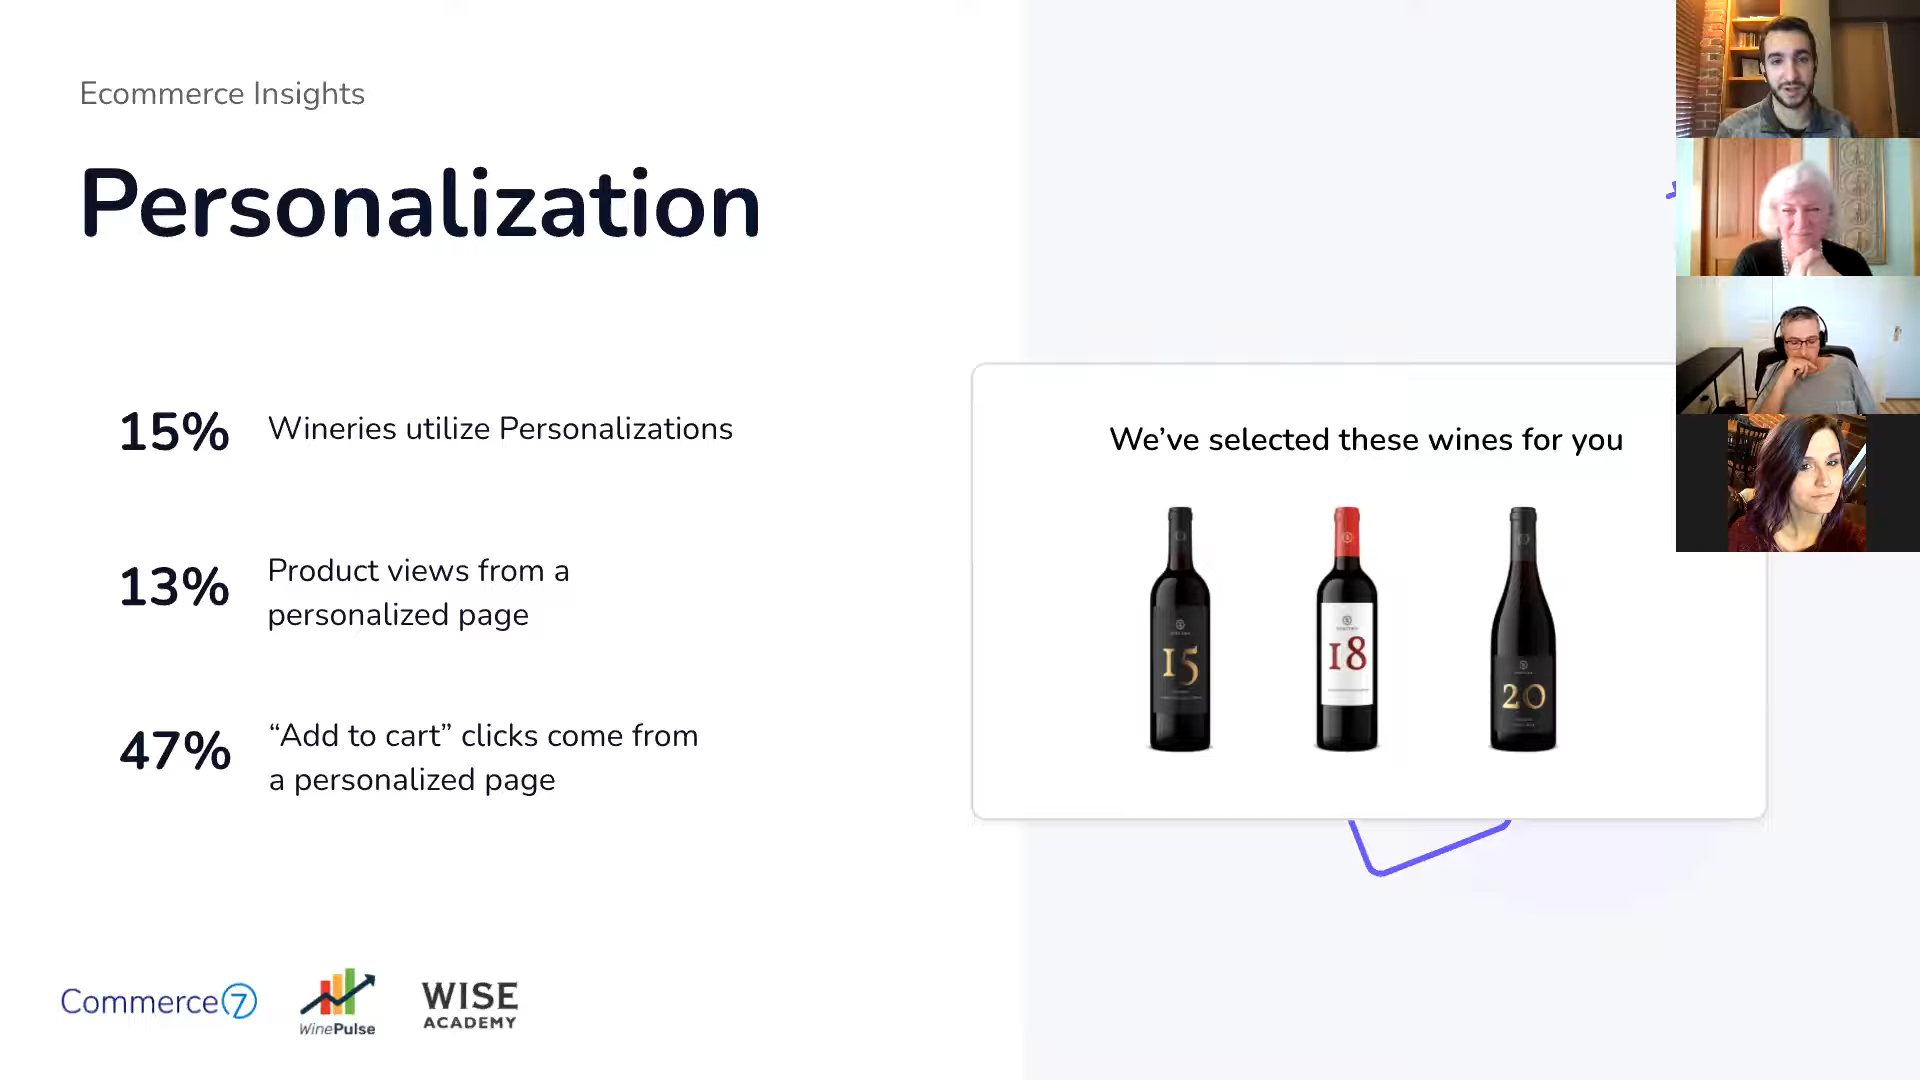 Ecommerce Insights
Personalization
15%
Wineries utilize Personalizations
13%
Product views from a
personalized page
47%
“Add to cart” clicks come from
a personalized page
We’ve selected these wines for you
15
18
20
Commerce7
WinePulse
WISE
ACADEMY